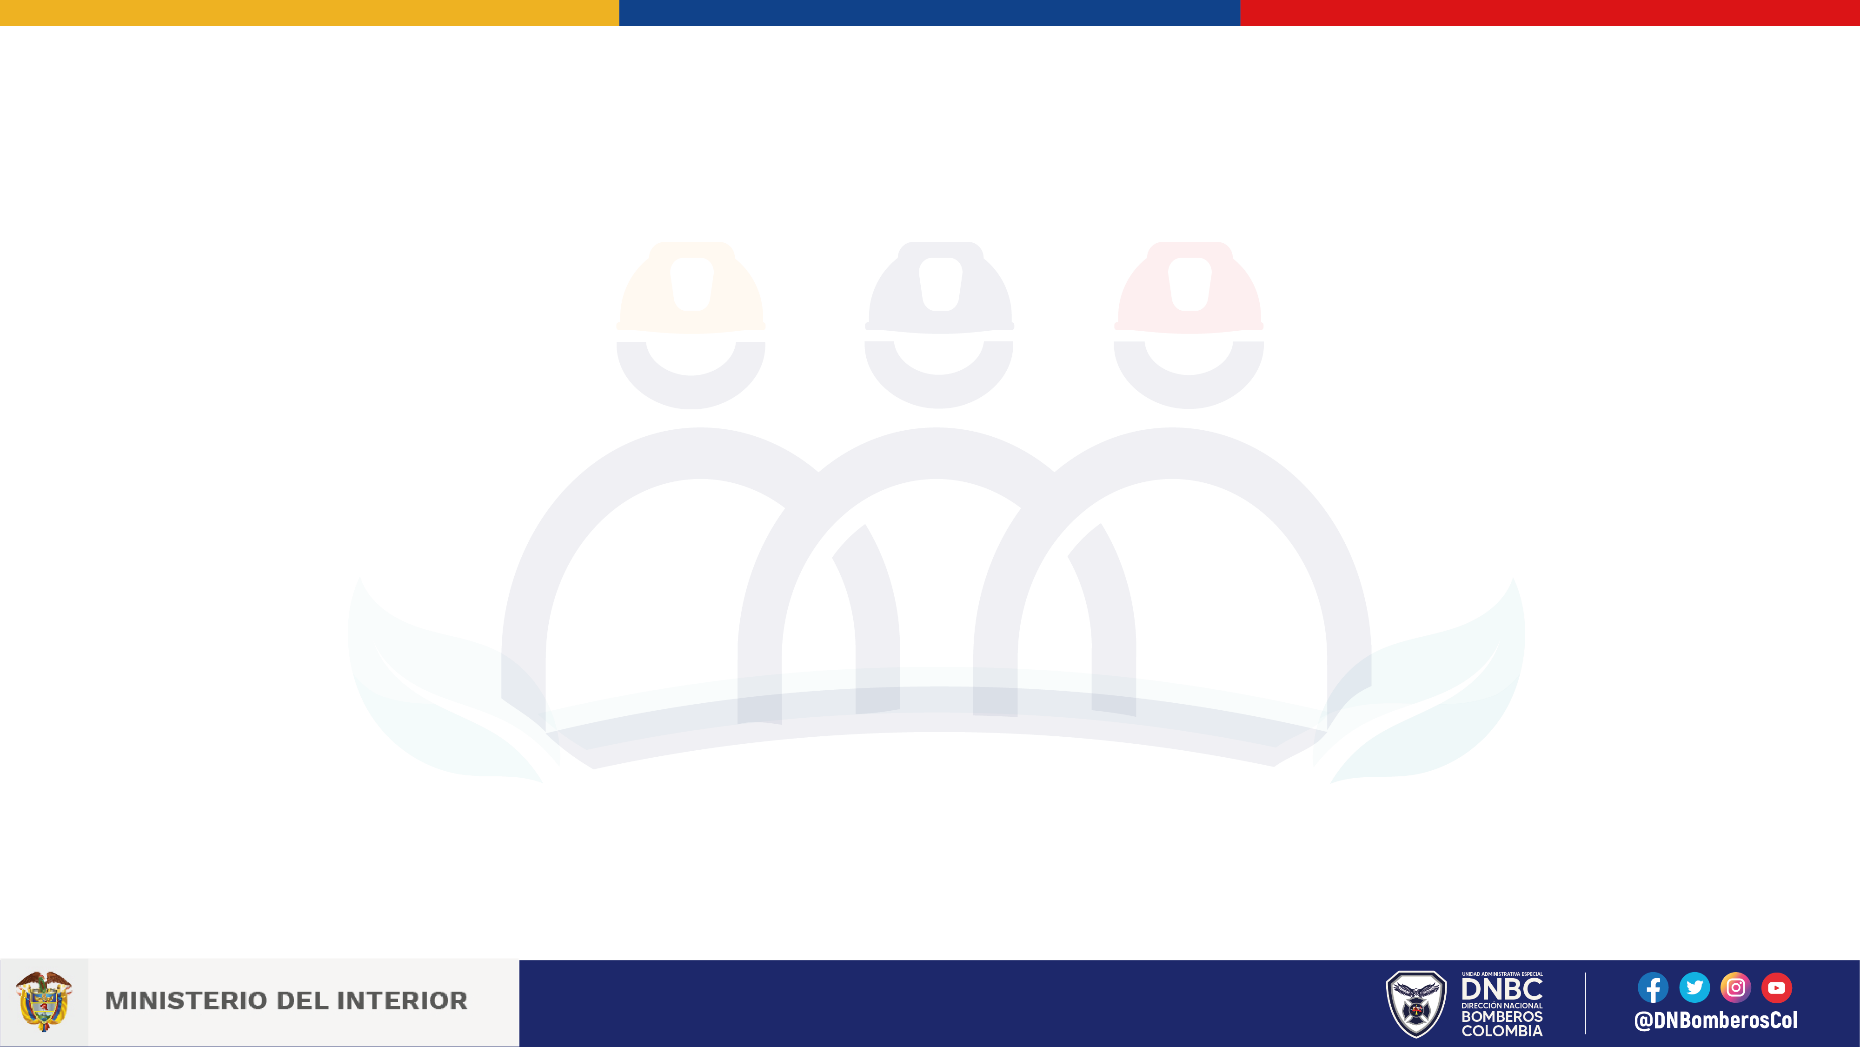 MINISTERIO DEL INTERIOR
UNIDAD ADMINISTRATIVA ESPECIAL
DNBC
DIRECCIÓN NACIONAL
BOMBEROS
COLOMBIA
@DNBomberosCol